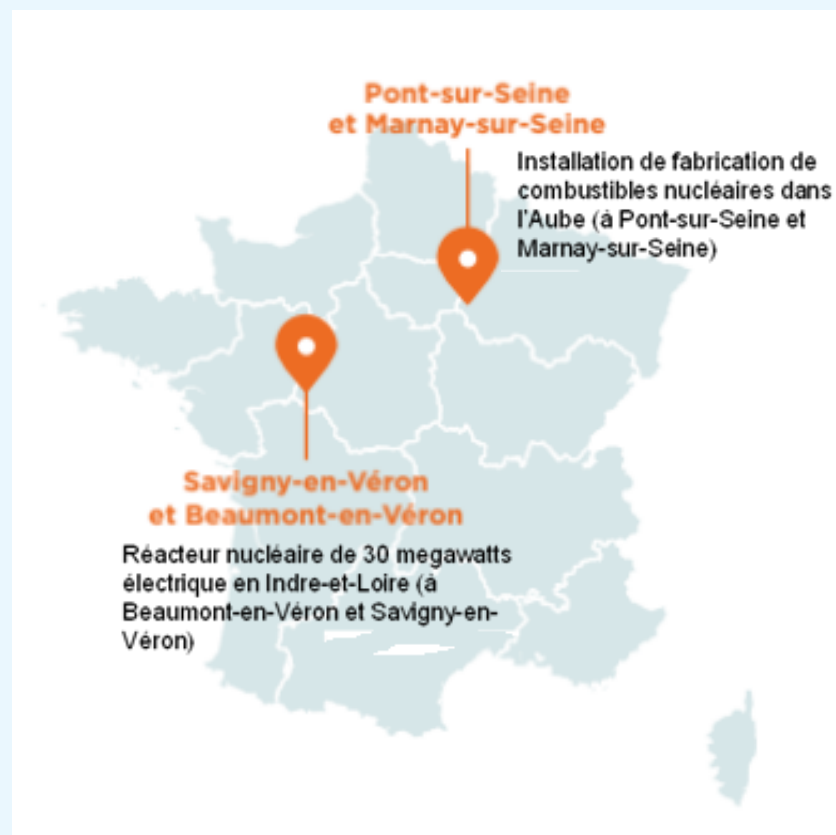 Pont-sur-Seine
et Marnay-sur-Seine
Installation de fabrication de
combustibles nucléaires dans
l'Aube (à Pont-sur-Seine et
Marnay-sur-Seine)
Savigny-en-Véron
et Beaumont-en-Véron
Réacteur nucléaire de 30 megawatts
électrique en Indre-et-Loire (à
Beaumont-en-Véron et Savigny-en-
Véron)